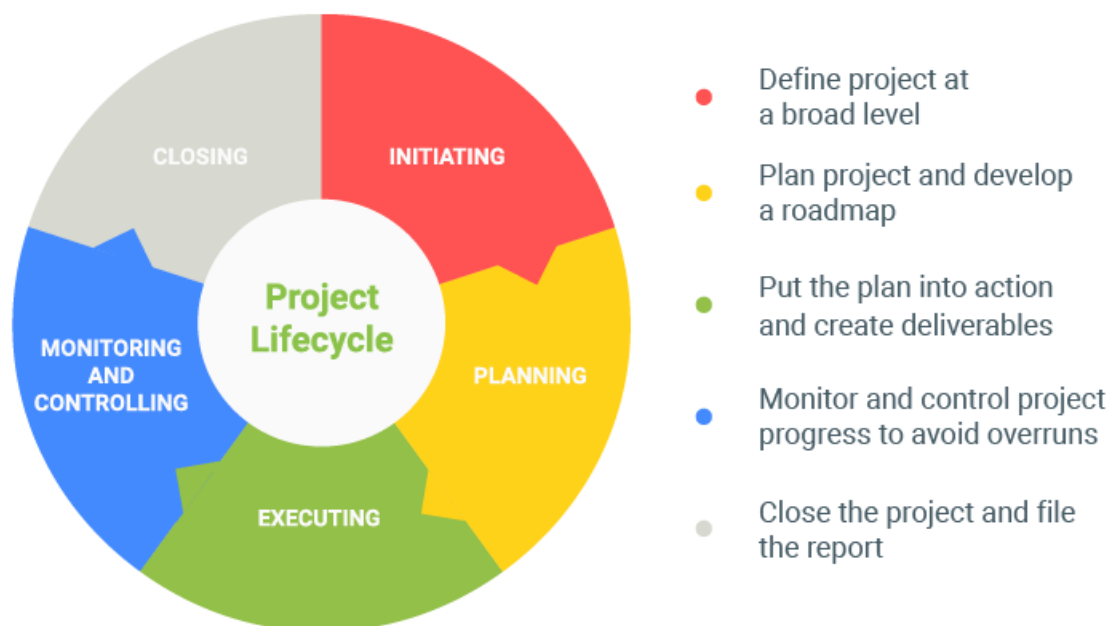 CLOSING
INITIATING
Project
Lifecycle
MONITORING
AND
CONTROLLING
PLANNING
EXECUTING
Define project at
a broad level
Plan project and develop
a roadmap
Put the plan into action
and create deliverables
Monitor and control project
progress to avoid overruns
Close the project and file
the report